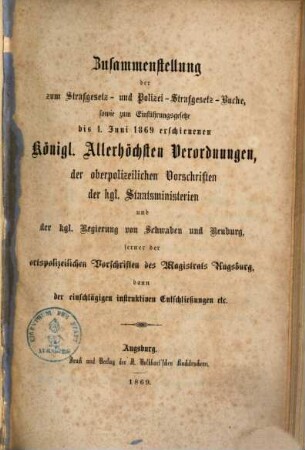 Zusammenstellung
der
zum Strafgesetz- und Polizei-Strafgesetz-Buche,
sowie zum Einführungsgesetze
bis 1. Juni 1869 erschienenen
Königl. Allerhöchsten Verordnungen,
der oberpolizeilichen Vorschriften
der kgl. Staatsministerien
und
der kgl. Regierung von Schwaben und Neuburg,
ferner der
ortspolizeilichen Vorschriften des Magistrats Augsburg,
dann
der einschlägigen instruktiven Entschließungen etc.
Augsburg.
Druck und Verlag der
1869.